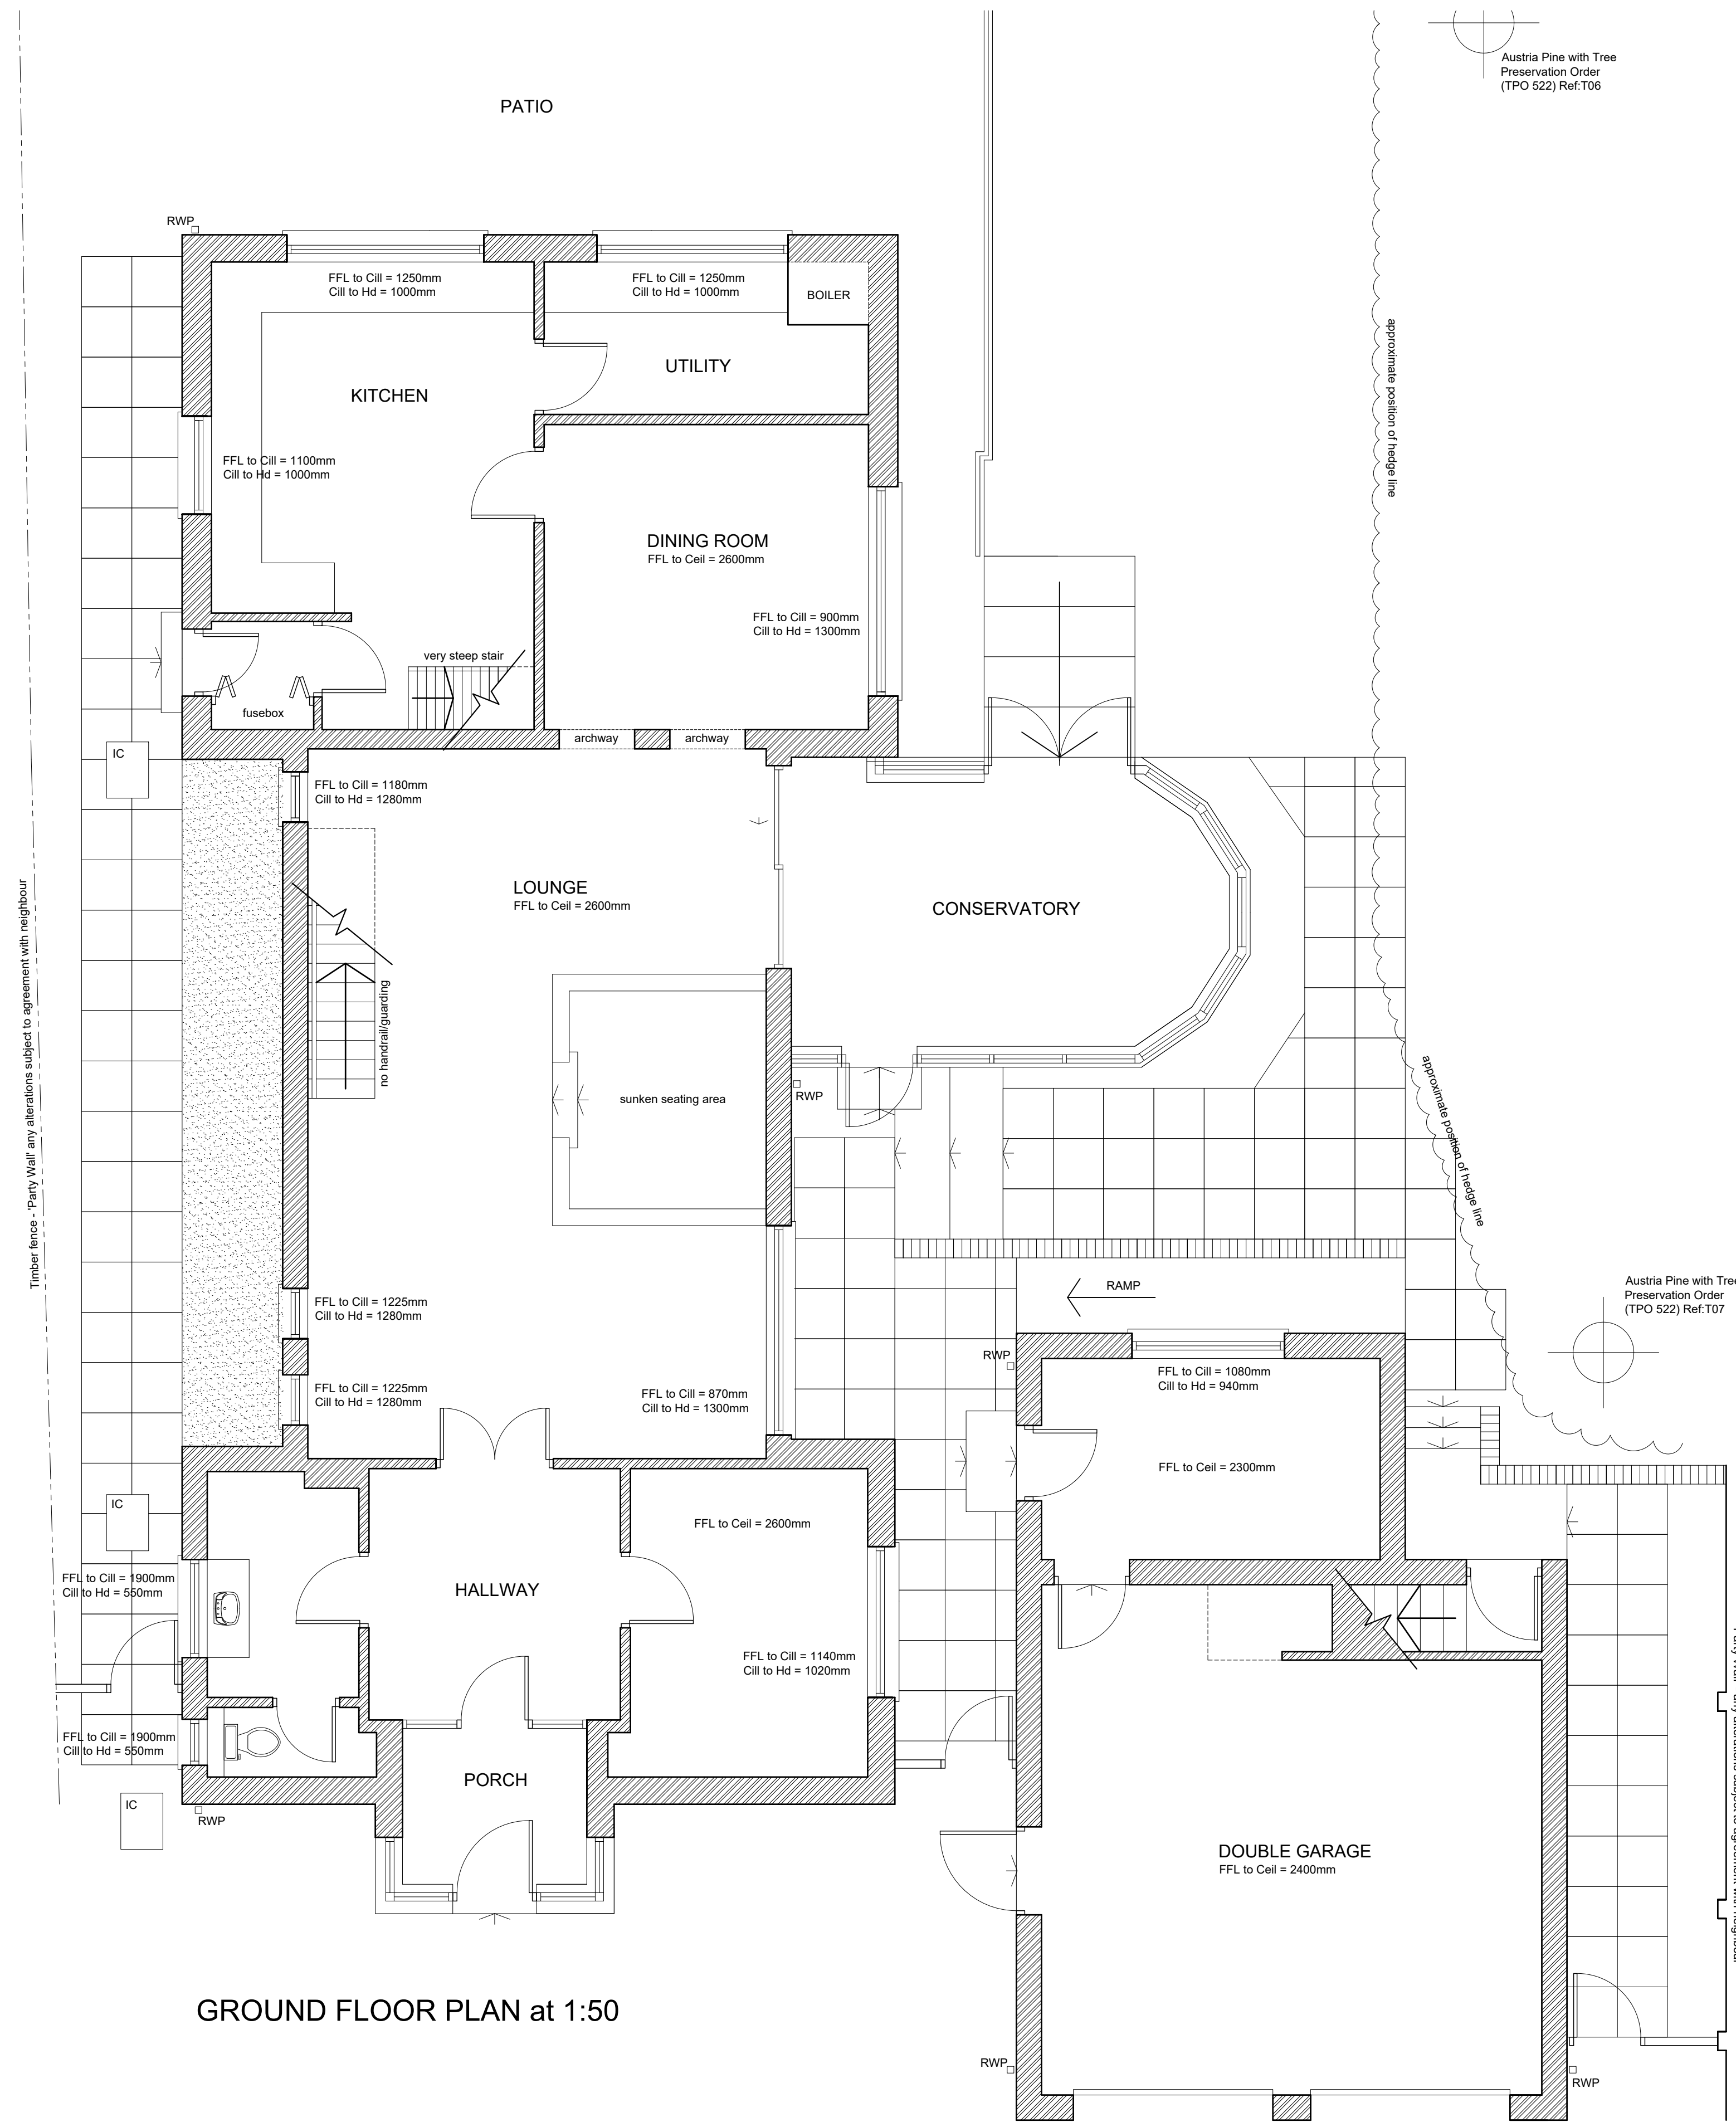 Austria Pine with Tree
Preservation Order
(TPO 522) Ref:T06
PATIO
RWP
FFL to Cill = 1250mm
Cill to Hd = 1000mm
FFL to Cill = 1250mm
Cill to Hd = 1000mm
BOILER
UTILITY
KITCHEN
approximate position of hedge line
FFL to Cill = 1100mm
Cill to Hd = 1000mm
DINING ROOM
FFL to Ceil = 2600mm
FFL to Cill = 900mm
Cill to Hd = 1300mm
very steep stair
fusebox
archway
archway
IC
FFL to Cill = 1180mm
Cill to Hd = 1280mm
LOUNGE
FFL to Ceil = 2600mm
CONSERVATORY
Timber fence - 'Party Wall' any alterations subject to agreement with neighbour
no handrail/guarding
sunken seating area
RWP
approximate position of hedge line
RAMP
Austria Pine with Tree
Preservation Order
(TPO 522) Ref:T07
FFL to Cill = 1225mm
Cill to Hd = 1280mm
RWP
FFL to Cill = 1080mm
Cill to Hd = 940mm
FFL to Cill = 1225mm
Cill to Hd = 1280mm
FFL to Cill = 870mm
Cill to Hd = 1300mm
FFL to Ceil = 2300mm
IC
FFL to Ceil = 2600mm
FFL to Cill = 1900mm
Cill to Hd = 550mm
HALLWAY
FFL to Cill = 1140mm
Cill to Hd = 1020mm
FFL to Cill = 1900mm
Cill to Hd = 550mm
PORCH
IC
RWP
DOUBLE GARAGE
FFL to Ceil = 2400mm
GROUND FLOOR PLAN at 1:50
RWP
RWP